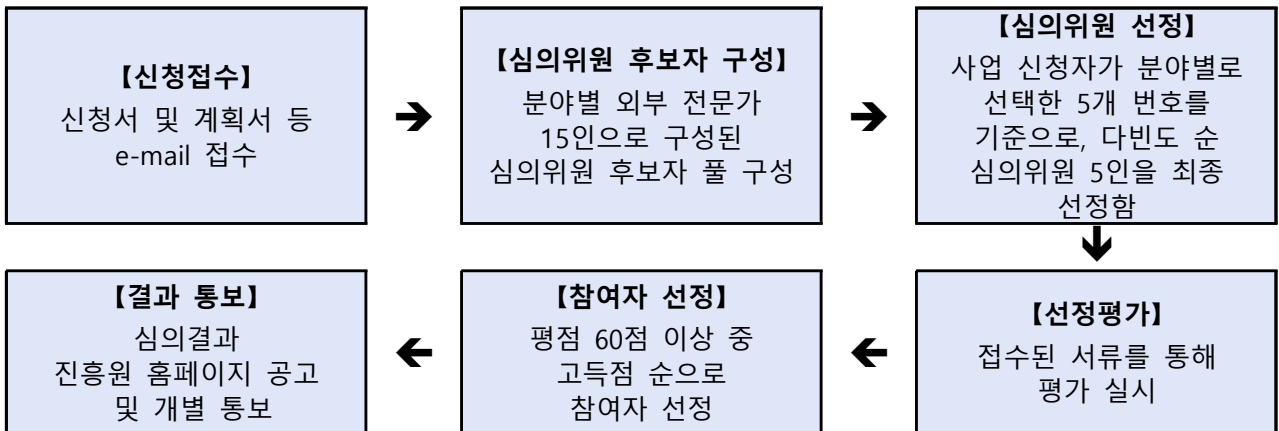 【신청접수】
신청서 및 계획서 등
e-mail 접수
➔
【심의위원 후보자 구성】
분야별 외부 전문가
15인으로 구성된
심의위원 후보자 풀 구성
➔
【심의위원 선정】
사업 신청자가 분야별로
선택한 5개 번호를
기준으로, 다빈도 순
심의위원 5인을 최종
선정함
【선정평가】
접수된 서류를 통해
평가 실시
【참여자 선정】
평점 60점 이상 중
고득점 순으로
참여자 선정
【결과 통보】
심의결과
진흥원 홈페이지 공고
및 개별 통보